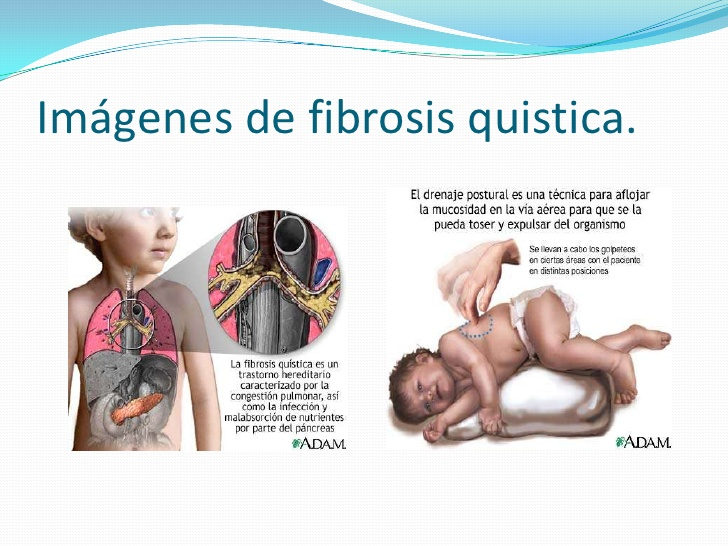 Imágenes de fibrosis quistica.
La fibrosis quística es un
trastorno hereditario
caracterizado por la
congestión pulmonar, así
como la infección y
malabsorción de nutrientes
por parte del páncreas
A.D.A.M.
El drenaje postural es una técnica para aflojar
la mucosidad en la vía aérea para que se la
pueda toser y expulsar del organismo
Se llevan a cabo los golpeteos
en ciertas áreas con el paciente
en distintas posiciones
A.D.A.M.